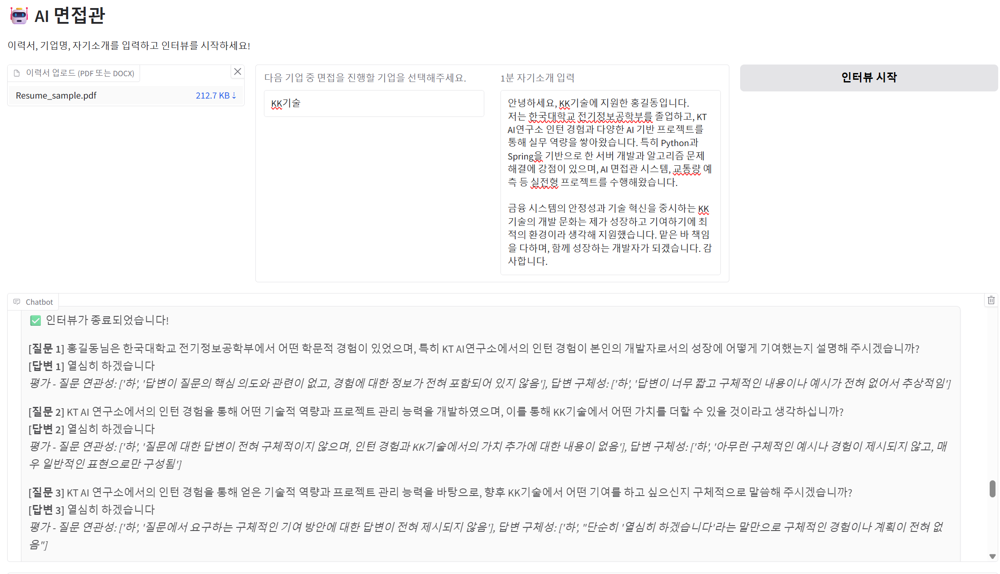 AI 면접관
이력서, 기업명, 자기소개를 입력하고 인터뷰를 시작하세요!
이력서 업로드 (PDF 또는 DOCX)
Resume_sample.pdf 212.7 KB ⇣
다음 기업 중 면접을 진행할 기업을 선택해주세요.
KK기술
1분 자기소개 입력
안녕하세요, KK기술에 지원한 홍길동입니다.
저는 한국대학교 전기정보공학부를 졸업하고, KT
AI연구소 인턴 경험과 다양한 AI 기반 프로젝트를
통해 실무 역량을 쌓아왔습니다. 특히 Python과
Spring을 기반으로 한 서버 개발과 알고리즘 문제
해결에 강점이 있으며, AI 면접관 시스템, 교통량 예
측 등 실전형 프로젝트를 수행해왔습니다.
금융 시스템의 안정성과 기술 혁신을 중시하는 KK
기술의 개발 문화는 제가 성장하고 기여하기에 최
적의 환경이라 생각해 지원했습니다. 맡은 바 책임
을 다하며, 함께 성장하는 개발자가 되겠습니다. 감
사합니다.
인터뷰 시작
Chatbot
✅ 인터뷰가 종료되었습니다!
[질문 1] 홍길동님은 한국대학교 전기정보공학부에서 어떤 학문적 경험이 있었으며, 특히 KT AI연구소에서의 인턴 경험이 본인의 개발자로서의 성장에 어떻게 기여했는지 설명해 주시겠습니까?
[답변 1] 열심히 하겠습니다
평가 - 질문 연관성: ['하', '답변이 질문의 핵심 의도와 관련이 없고, 경험에 대한 정보가 전혀 포함되어 있지 않음'], 답변 구체성: ['하', '답변이 너무 짧고 구체적인 내용이나 예시가 전혀 없어서 추상적임']
[질문 2] KT AI 연구소에서의 인턴 경험을 통해 어떤 기술적 역량과 프로젝트 관리 능력을 개발하였으며, 이를 통해 KK기술에서 어떤 가치를 더할 수 있을 것이라고 생각하십니까?
[답변 2] 열심히 하겠습니다
평가 - 질문 연관성: ['하', '질문에 대한 답변이 전혀 구체적이지 않으며, 인턴 경험과 KK기술에서의 가치 추가에 대한 내용이 없음'], 답변 구체성: ['하', '아무런 구체적인 예시나 경험이 제시되지 않고, 매
우 일반적인 표현으로만 구성됨']
[질문 3] KT AI 연구소에서의 인턴 경험을 통해 얻은 기술적 역량과 프로젝트 관리 능력을 바탕으로, 향후 KK기술에서 어떤 기여를 하고 싶으신지 구체적으로 말씀해 주시겠습니까?
[답변 3] 열심히 하겠습니다
평가 - 질문 연관성: ['하', '질문에서 요구하는 구체적인 기여 방안에 대한 답변이 전혀 제시되지 않음'], 답변 구체성: ['하', "단순히 '열심히 하겠습니다'라는 말만으로 구체적인 경험이나 계획이 전혀 없
음"]